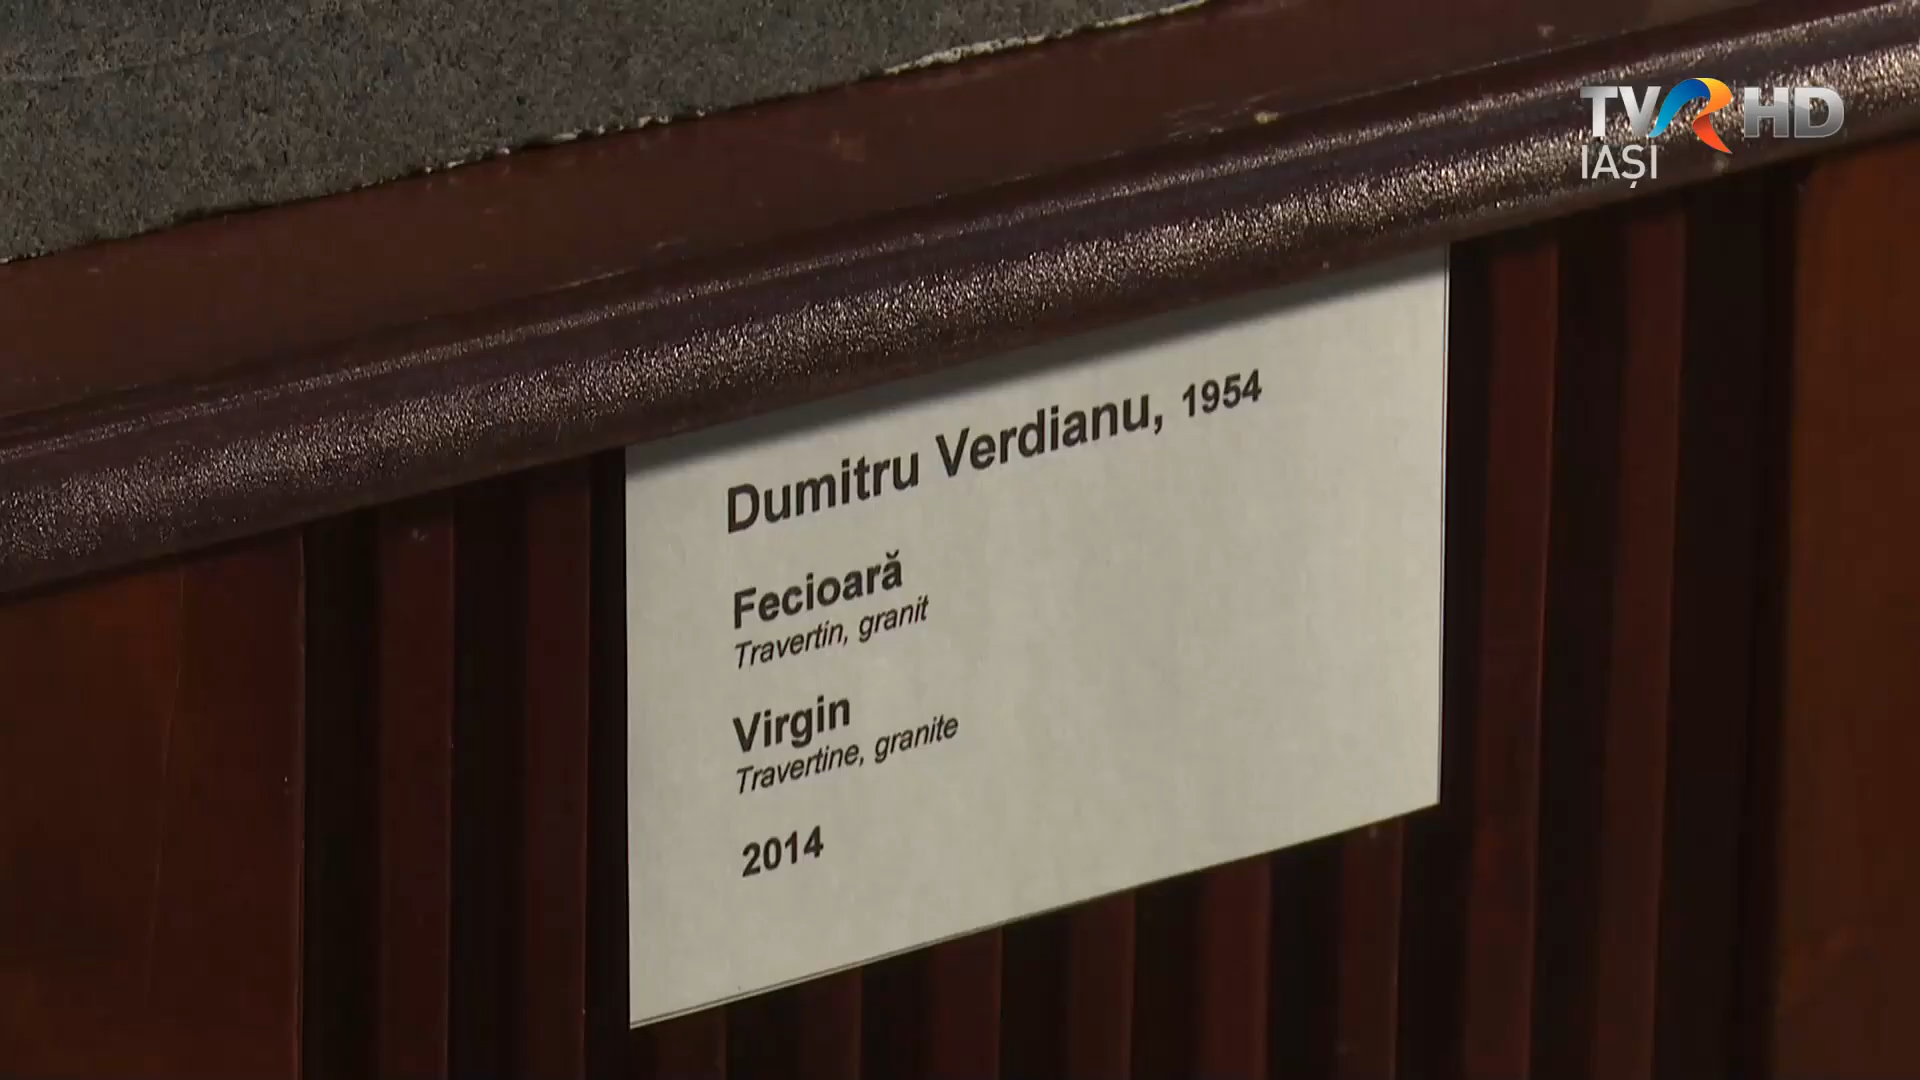 TVR HD
IAȘI
Dumitru Verdianu, 1954
Fecioară
Travertin, granit
Virgin
Travertine, granite
2014